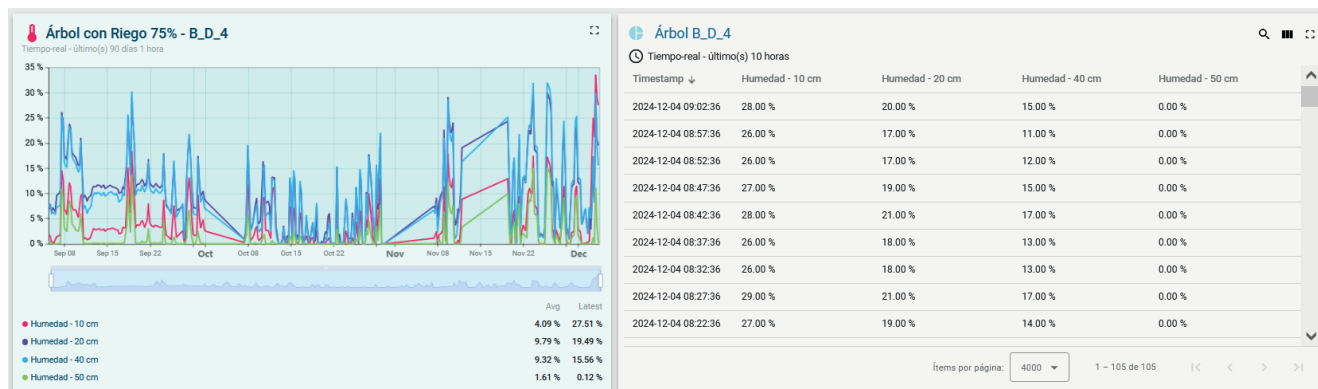 Árbol con Riego 75% - B_D_4
Tiempo-real - último(s) 90 días 1 hora
35 %
30 %
25 %
20 %
15 %
10 %
5 %
0 %
Sep 08 Sep 15 Sep 22 Oct Oct 08 Oct 15 Oct 22 Nov Nov 08 Nov 15 Nov 22 Dec
Avg Latest
Humedad - 10 cm 4.09 % 27.51 %
Humedad - 20 cm 9.79 % 19.49 %
Humedad - 40 cm 9.32 % 15.56 %
Humedad - 50 cm 1.61 % 0.12 %
Árbol B_D_4
Tiempo-real - último(s) 10 horas
Timestamp Humedad - 10 cm Humedad - 20 cm Humedad - 40 cm Humedad - 50 cm
2024-12-04 09:02:36 28.00 % 20.00 % 15.00 % 0.00 %
2024-12-04 08:57:36 26.00 % 17.00 % 11.00 % 0.00 %
2024-12-04 08:52:36 26.00 % 17.00 % 12.00 % 0.00 %
2024-12-04 08:47:36 27.00 % 19.00 % 15.00 % 0.00 %
2024-12-04 08:42:36 28.00 % 21.00 % 17.00 % 0.00 %
2024-12-04 08:37:36 26.00 % 18.00 % 13.00 % 0.00 %
2024-12-04 08:32:36 26.00 % 18.00 % 13.00 % 0.00 %
2024-12-04 08:27:36 29.00 % 21.00 % 17.00 % 0.00 %
2024-12-04 08:22:36 27.00 % 19.00 % 14.00 % 0.00 %
Ítems por página: 4000 1 – 105 de 105